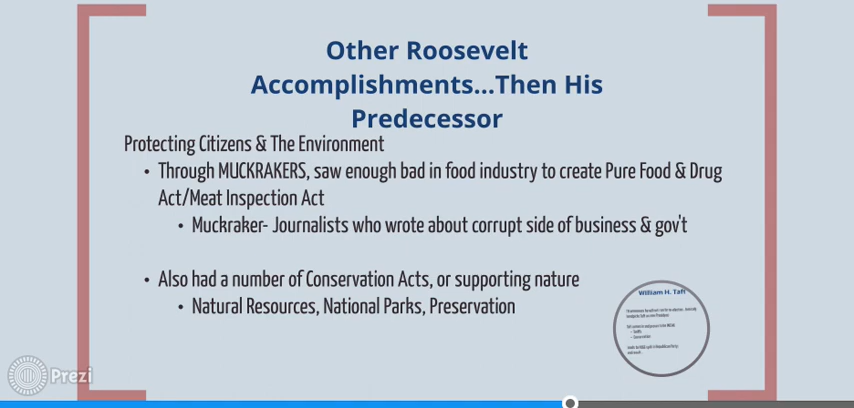 Other Roosevelt
Accomplishments...Then His
Predecessor
Protecting Citizens & The Environment
• Through MUCKRAKERS, saw enough bad in food industry to create Pure Food & Drug
Act/Meat Inspection Act
• Muckraker- Journalists who wrote about corrupt side of business & gov't
• Also had a number of Conservation Acts, or supporting nature
• Natural Resources, National Parks, Preservation
William H. Taft
• Tariffs
• Conservation
Prezi